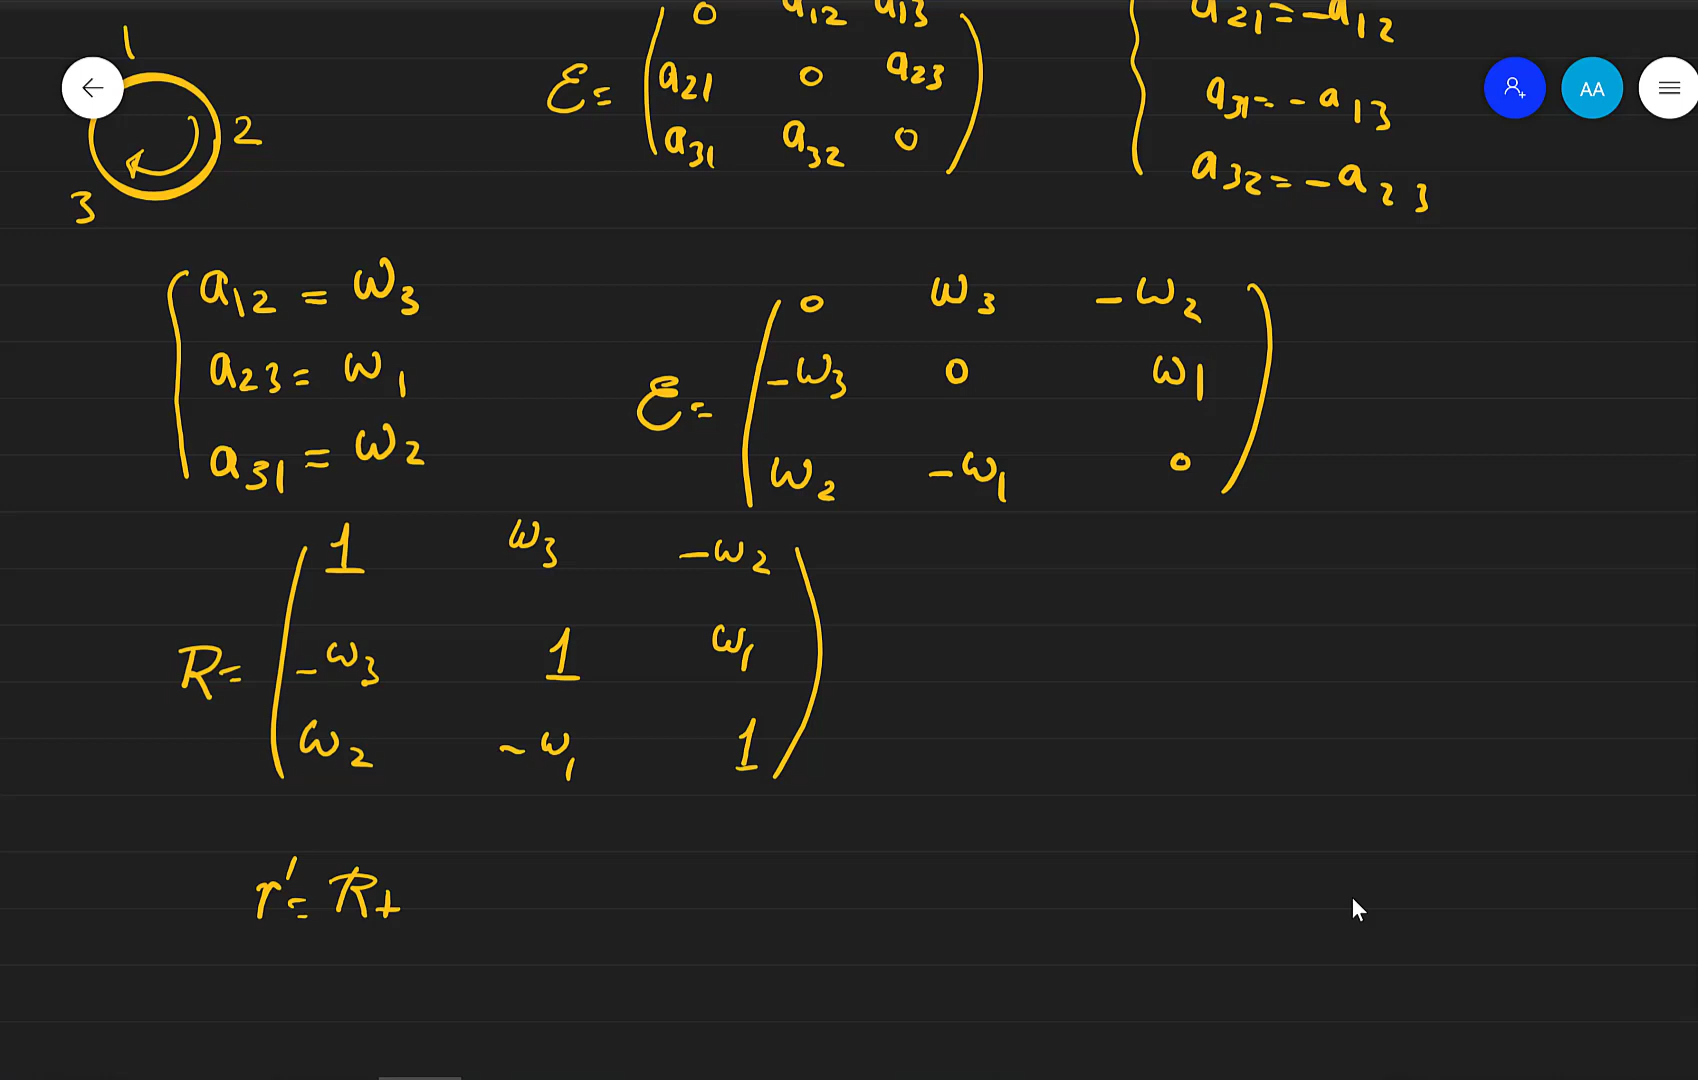 1
2
3
ℰ = ( 0 a12 a13
a21 0 a23
a31 a32 0 )
{ a21 = -a12
a31 = -a13
a32 = -a23
AA
{ a12 = ω3
a23 = ω1
a31 = ω2
ℰ = ( 0 ω3 -ω2
-ω3 0 ω1
ω2 -ω1 0 )
R = ( 1 ω3 -ω2
-ω3 1 ω1
ω2 -ω1 1 )
r' = R+